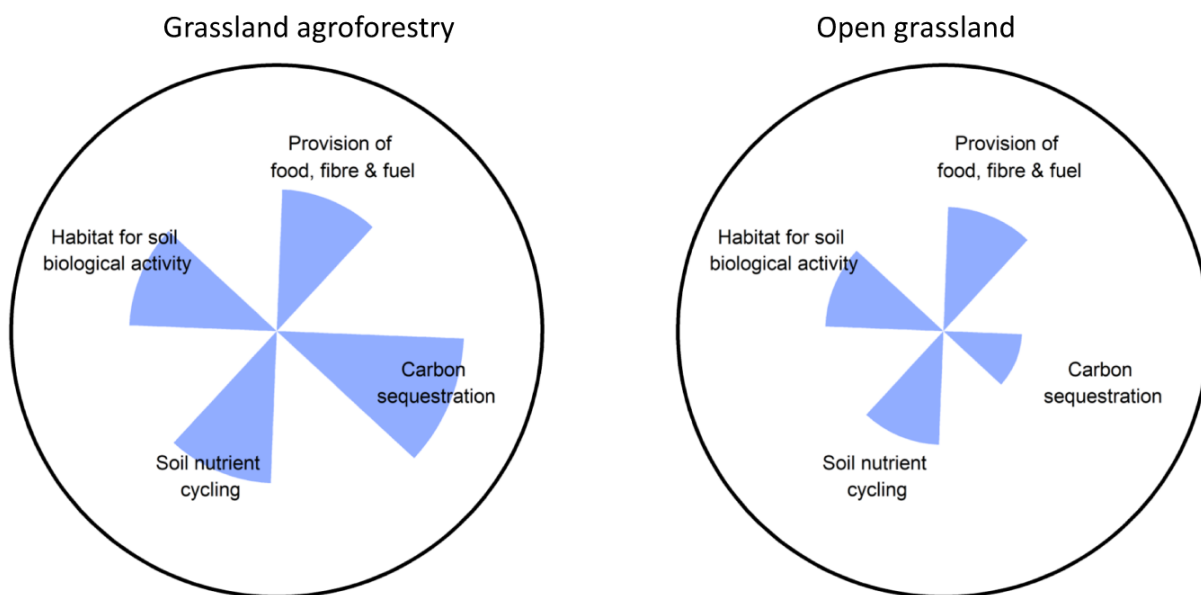 Grassland agroforestry
Provision of
food, fibre & fuel
Habitat for soil
biological activity
Carbon
sequestration
Soil nutrient
cycling
Open grassland
Provision of
food, fibre & fuel
Habitat for soil
biological activity
Carbon
sequestration
Soil nutrient
cycling